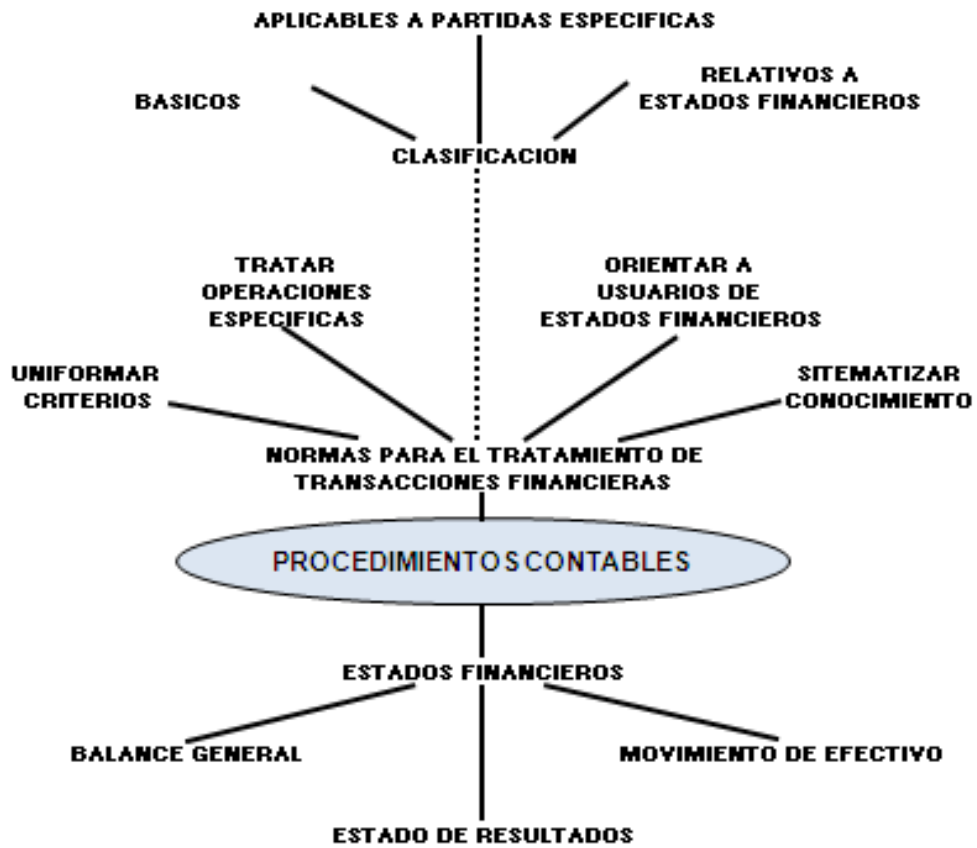 APLICABLES A PARTIDAS ESPECIFICAS
BASICOS
RELATIVOS A
ESTADOS FINANCIEROS
CLASIFICACION
TRATAR
OPERACIONES
ESPECIFICAS
ORIENTAR A
USUARIOS DE
ESTADOS FINANCIEROS
UNIFORMAR
CRITERIOS
SITEMATIZAR
CONOCIMIENTO
NORMAS PARA EL TRATAMIENTO DE
TRANSACCIONES FINANCIERAS
PROCEDIMIENTOS CONTABLES
ESTADOS FINANCIEROS
BALANCE GENERAL
MOVIMIENTO DE EFECTIVO
ESTADO DE RESULTADOS